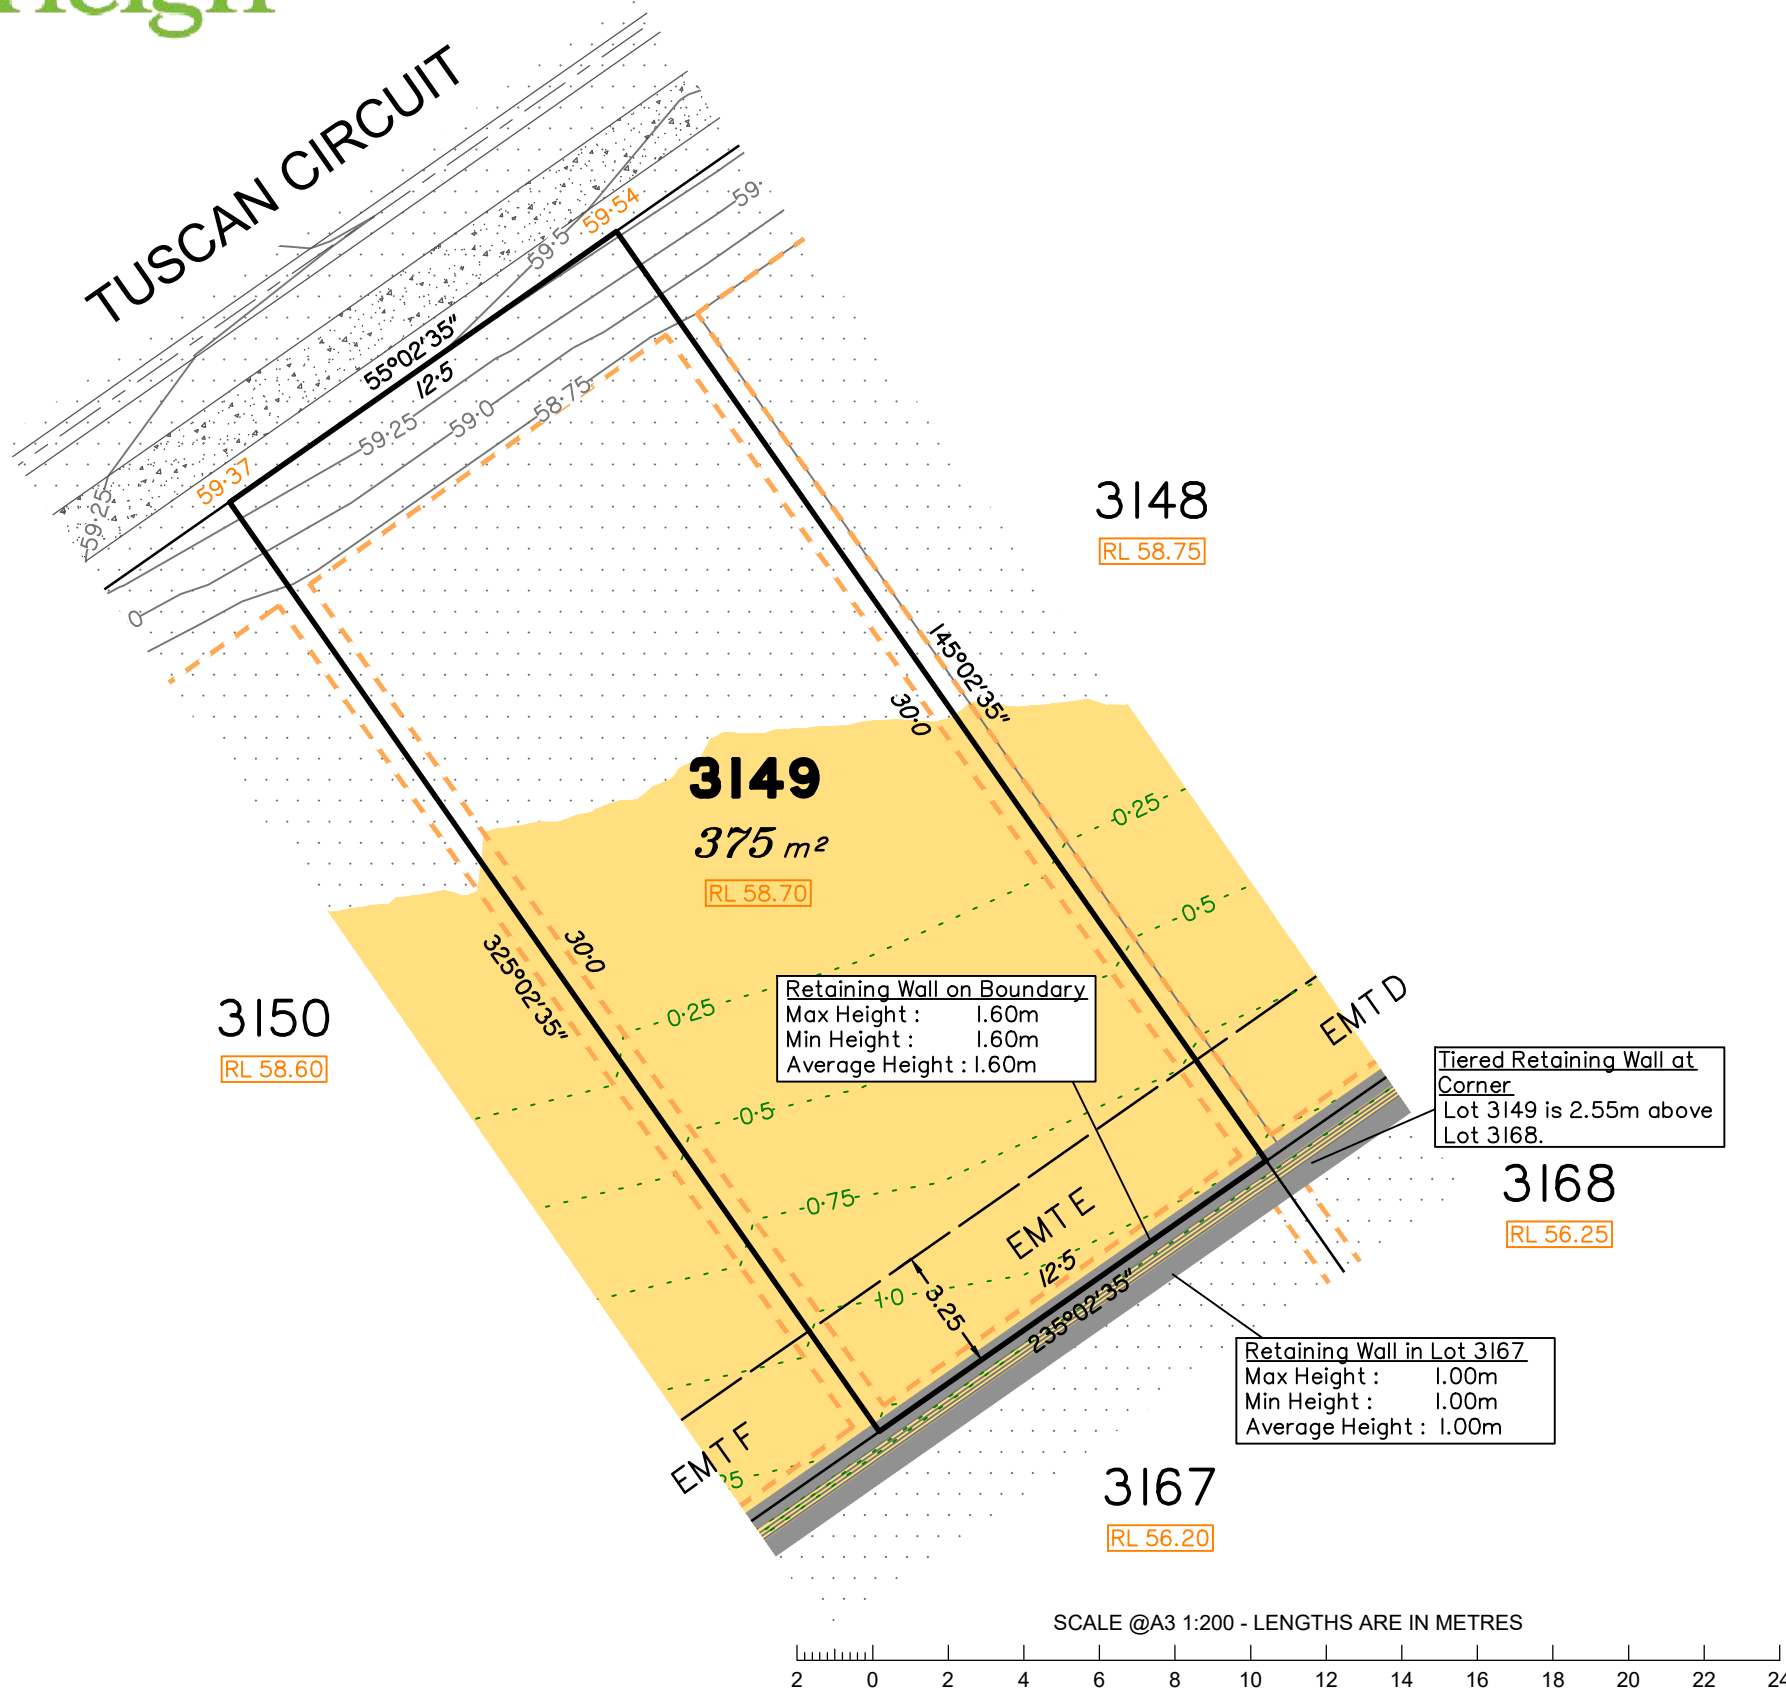 TUSCAN CIRCUIT
59·54
59·
59·5
55°02'35"
12·5
59·37
59·25
59·0
58·75
59·25
0
3148
RL 58.75
145°02'35"
30·0
3149
375 m²
RL 58.70
0·25
0·5
325°02'35"
30·0
3150
RL 58.60
0·25
0·5
0·75
1·0
Retaining Wall on Boundary
Max Height : 1.60m
Min Height : 1.60m
Average Height : 1.60m
EMT D
Tiered Retaining Wall at
Corner
Lot 3149 is 2.55m above
Lot 3168.
3168
RL 56.25
EMT E
12·5
235°02'35"
3.25
EMT F
25
Retaining Wall in Lot 3167
Max Height : 1.00m
Min Height : 1.00m
Average Height : 1.00m
3167
RL 56.20
SCALE @A3 1:200 - LENGTHS ARE IN METRES
2 0 2 4 6 8 10 12 14 16 18 20 22 24